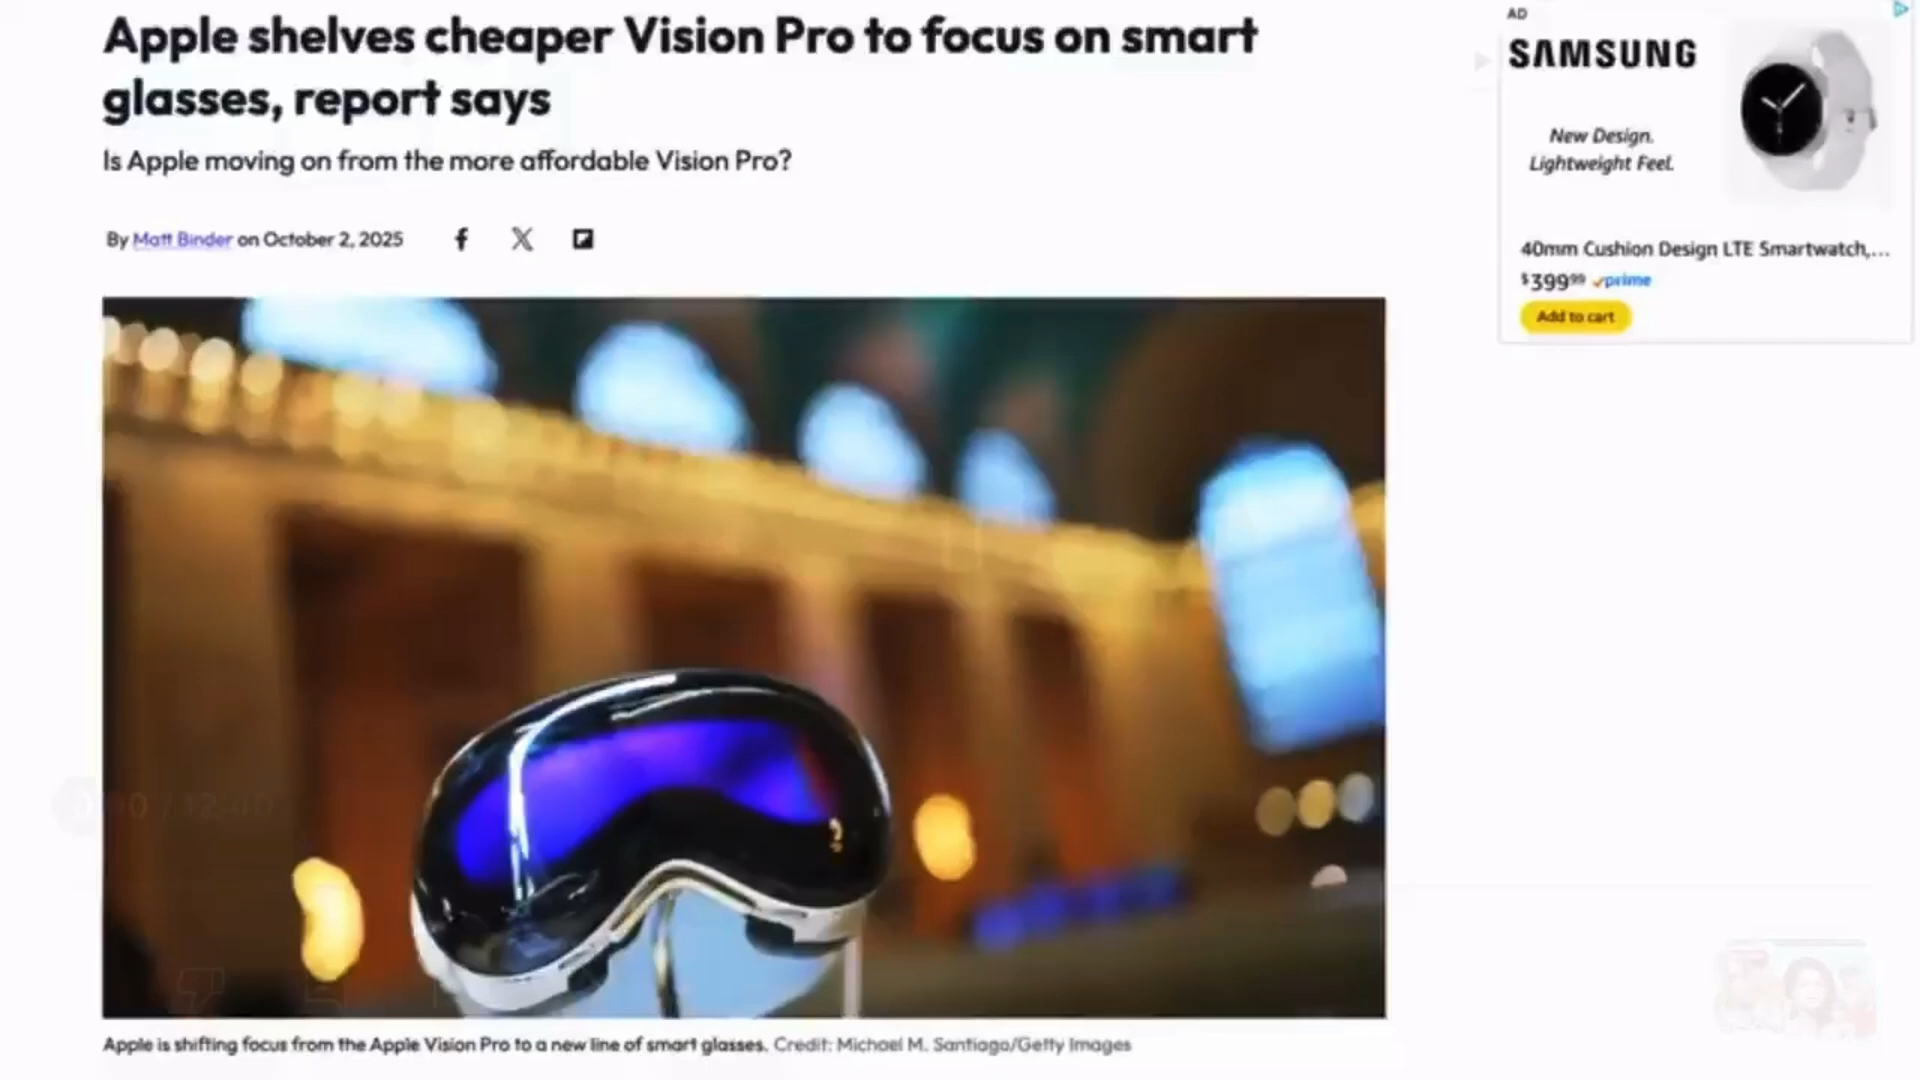 Apple shelves cheaper Vision Pro to focus on smart
glasses, report says
Is Apple moving on from the more affordable Vision Pro?
By Matt Binder on October 2, 2025
Apple is shifting focus from the Apple Vision Pro to a new line of smart glasses. Credit: Michael M. Santiago/Getty Images
AD
SAMSUNG
New Design.
Lightweight Feel.
40mm Cushion Design LTE Smartwatch,...
$399⁹⁹ prime
Add to cart